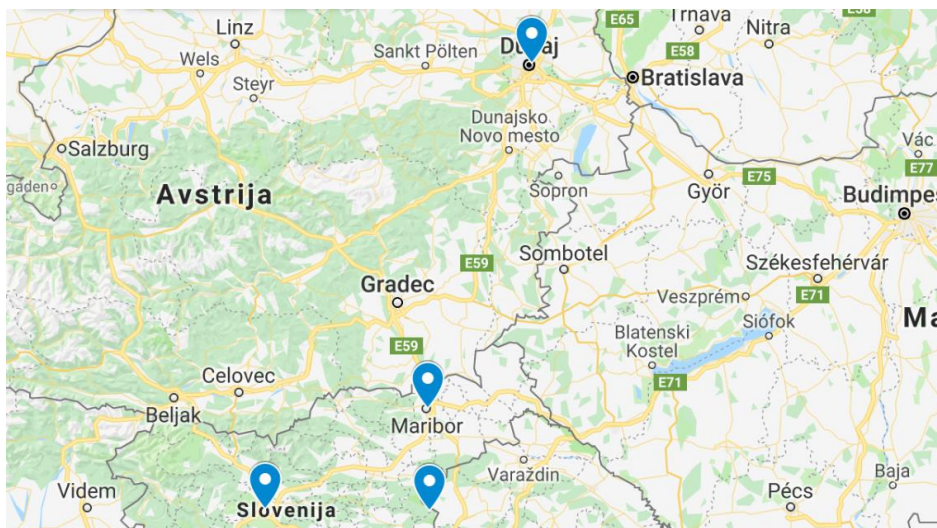 Linz
Wels
Steyr
Sankt Pölten
E65
Trnava
Nitra
E58
Bratislava
Dunajsko
Novo mesto
Salzburg
Avstrija
Sopron
Györ
E75
Vác
E77
Sombotel
Székesfehérvár
E71
Gradec
E59
Veszprém
Siófok
E59
Blatenski
Kostel
E71
Celovec
Beljak
Maribor
Varaždin
Videm
Slovenija
Pécs
Baja